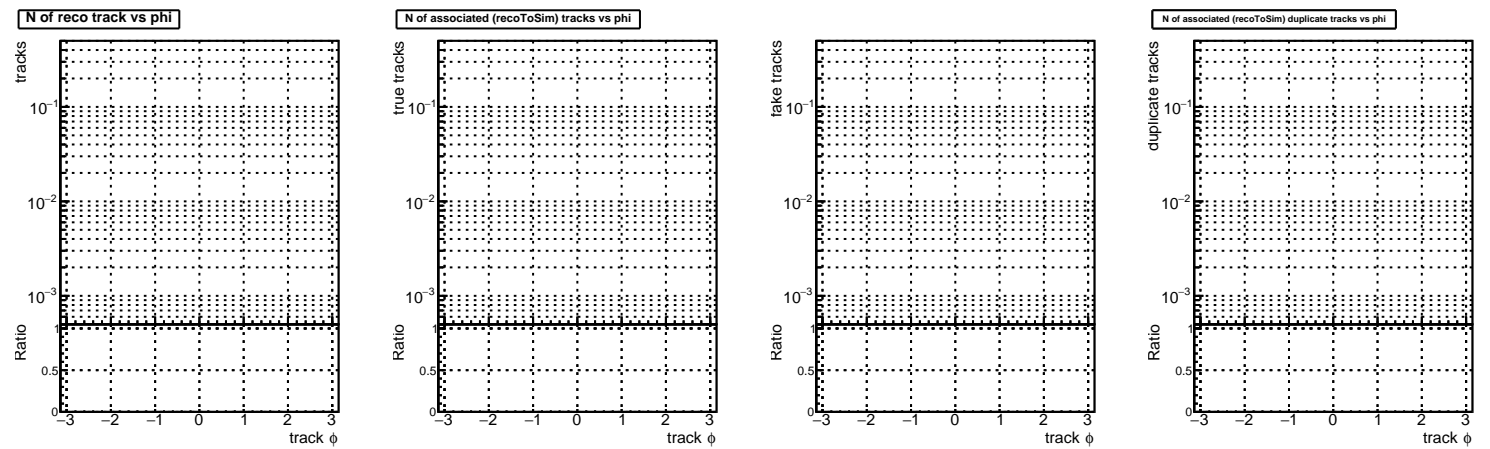 N of reco track vs phi
tracks
10⁻¹
10⁻²
10⁻³
Ratio
1
0.5
0
−3 −2 −1 0 1 2 3
track ϕ
N of associated (recoToSim) tracks vs phi
true tracks
10⁻¹
10⁻²
10⁻³
Ratio
1
0.5
0
−3 −2 −1 0 1 2 3
track ϕ
fake tracks
10⁻¹
10⁻²
10⁻³
Ratio
1
0.5
0
−3 −2 −1 0 1 2 3
track ϕ
N of associated (recoToSim) duplicate tracks vs phi
duplicate tracks
10⁻¹
10⁻²
10⁻³
Ratio
1
0.5
0
−3 −2 −1 0 1 2 3
track ϕ